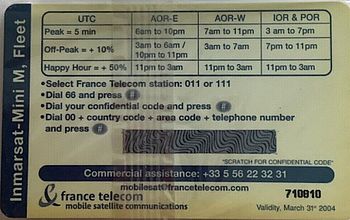 Inmarsat-Mini M, Fleet
UTC AOR-E AOR-W IOR & POR
Peak = 5 min 6am to 10pm 7am to 11pm 3 am to 7pm
Off-Peak = + 10% 3am to 6am / 10pm to 11pm 3am to 7am 7pm to 11pm
Happy Hour = + 50% 11pm to 3am 11pm to 3am 11pm to 3am
•Select France Telecom station: 011 or 111
•Dial 66 and press #
•Dial your confidential code and press #
•Dial 00 + country code + area code + telephone number
and press #
*SCRATCH FOR CONFIDENTIAL CODE*
Commercial assistance: +33 5 56 22 32 31
mobilesat@francetelecom.com
& france telecom
mobile satellite communications
710810
Validity, March 31st 2004